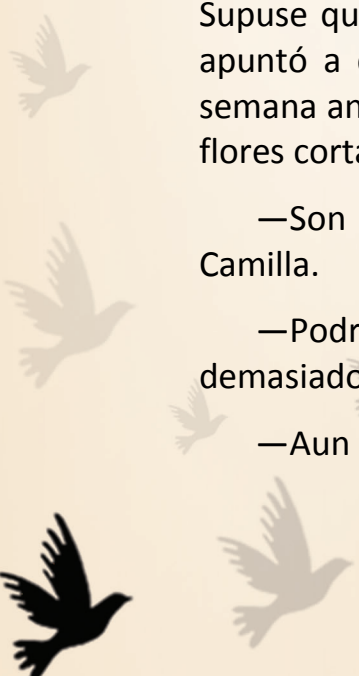 Supuse qu
apuntó a
semana an
flores corta
—Son
Camilla.
—Podr
demasiado
—Aun